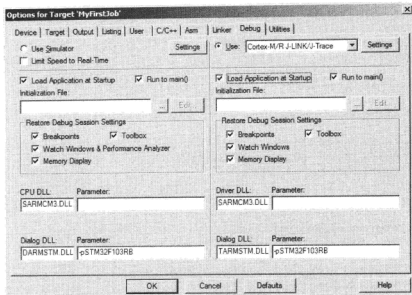 Options for Target 'MyFirstJob'
Device Target Output Listing User C/C++ Asm Linker Debug Utilities
Use Simulator Settings
Limit Speed to Real-Time
Load Application at Startup Run to main()
Initialization File:
... Edit...
Restore Debug Session Settings
Breakpoints Toolbox
Watch Windows & Performance Analyzer
Memory Display
CPU DLL: Parameter:
SARMCM3.DLL
Dialog DLL: Parameter:
DARMSTM.DLL -pSTM32F103RB
Use: Cortex-M/R J-LINK/J-Trace Settings
Load Application at Startup Run to main()
Initialization File:
... Edit...
Restore Debug Session Settings
Breakpoints Toolbox
Watch Windows
Memory Display
Driver DLL: Parameter:
SARMCM3.DLL
Dialog DLL: Parameter:
TARMSTM.DLL -pSTM32F103RB
OK Cancel Defaults Help